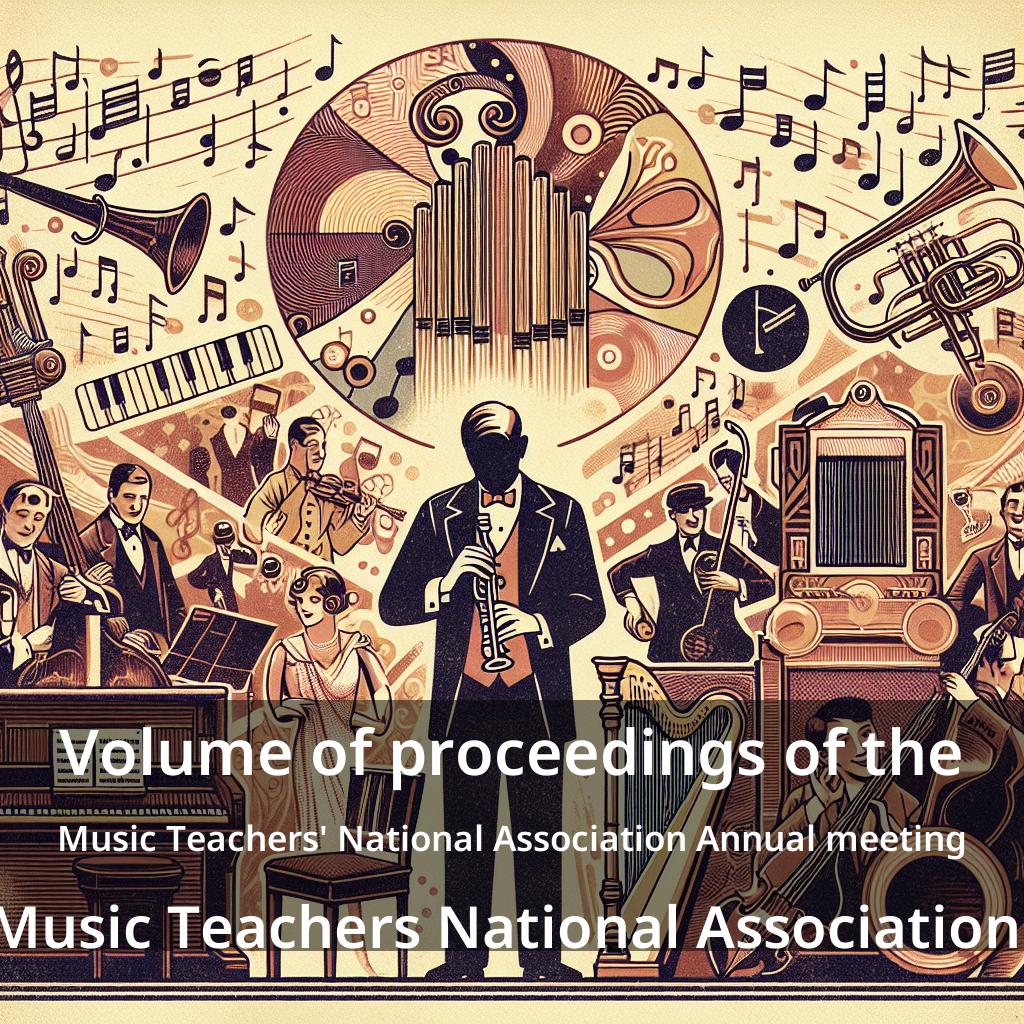 Volume of proceedings of the
Music Teachers' National Association Annual meeting
Music Teachers National Association